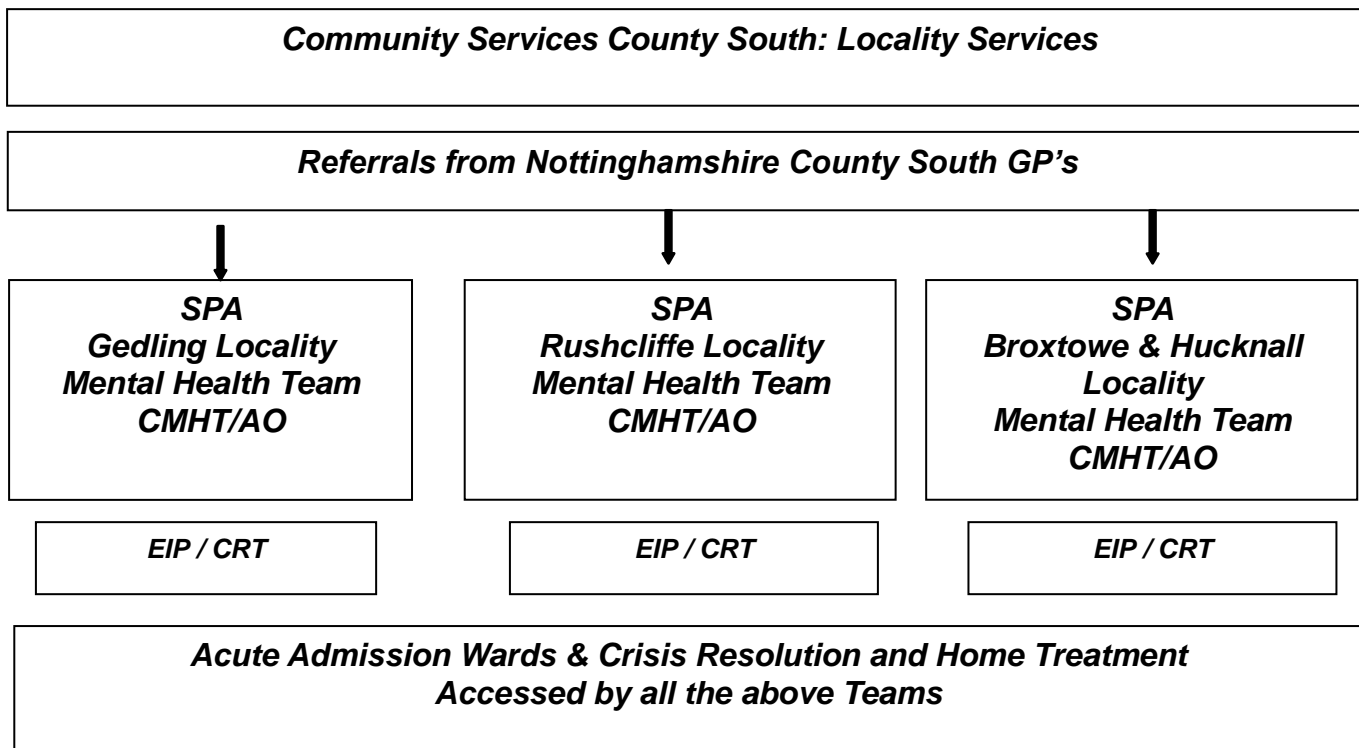 Community Services County South: Locality Services
Referrals from Nottinghamshire County South GP’s
SPA
Gedling Locality
Mental Health Team
CMHT/AO
SPA
Rushcliffe Locality
Mental Health Team
CMHT/AO
SPA
Broxtowe & Hucknall
Locality
Mental Health Team
CMHT/AO
EIP / CRT
EIP / CRT
EIP / CRT
Acute Admission Wards & Crisis Resolution and Home Treatment
Accessed by all the above Teams